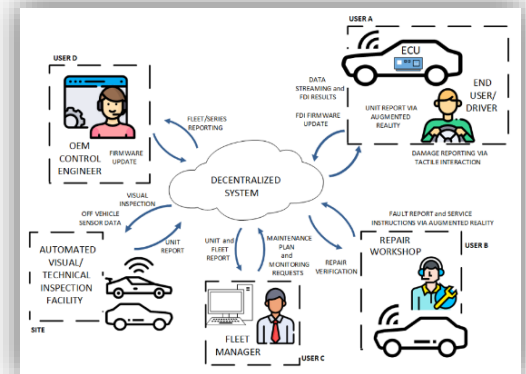 USER A
ECU
END
USER/
DRIVER
DATA
STREAMING and
FDI RESULTS
UNIT REPORT VIA
AUGMENTED
REALITY
FDI FIRMWARE
UPDATE
DAMAGE REPORTING VIA
TACTILE INTERACTION
USER D
OEM
CONTROL
ENGINEER
FLEET/SERIES
REPORTING
FIRMWARE
UPDATE
DECENTRALIZED
SYSTEM
VISUAL
INSPECTION
OFF VEHICLE
SENSOR DATA
UNIT
REPORT
AUTOMATED
VISUAL/
TECHNICAL
INSPECTION
FACILITY
SITE
UNIT and
FLEET
REPORT
MAINTENANCE
PLAN
and
MONITORING
REQUESTS
FLEET
MANAGER
USER C
FAULT REPORT and SERVICE
INSTRUCTIONS VIA AUGMENTED REALITY
REPAIR
VERIFICATION
REPAIR
WORKSHOP
USER B